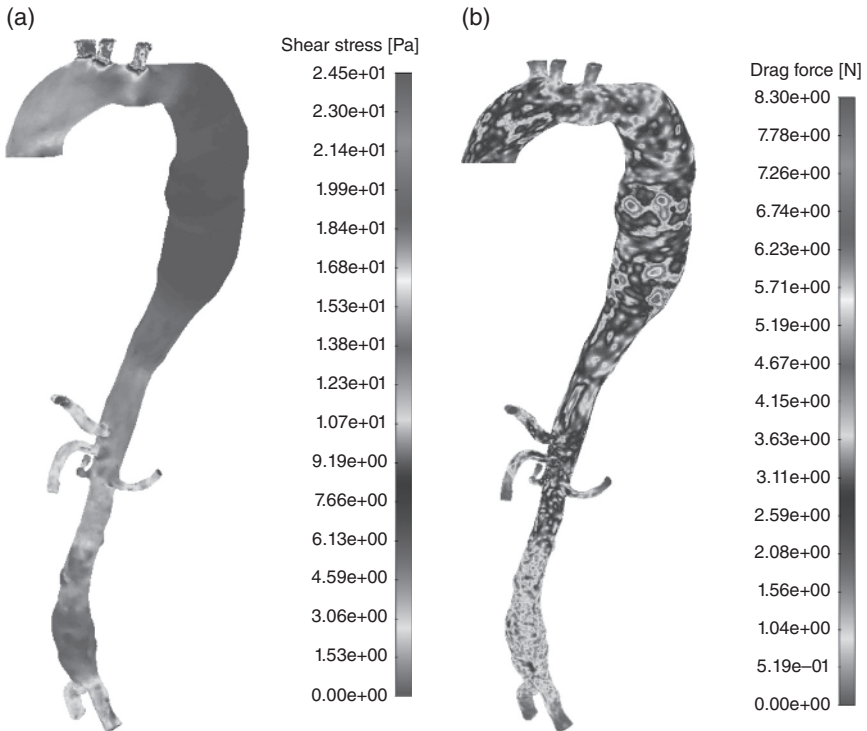 (a)
Shear stress [Pa]
2.45e+01
2.30e+01
2.14e+01
1.99e+01
1.84e+01
1.68e+01
1.53e+01
1.38e+01
1.23e+01
1.07e+01
9.19e+00
7.66e+00
6.13e+00
4.59e+00
3.06e+00
1.53e+00
0.00e+00
(b)
Drag force [N]
8.30e+00
7.78e+00
7.26e+00
6.74e+00
6.23e+00
5.71e+00
5.19e+00
4.67e+00
4.15e+00
3.63e+00
3.11e+00
2.59e+00
2.08e+00
1.56e+00
1.04e+00
5.19e−01
0.00e+00